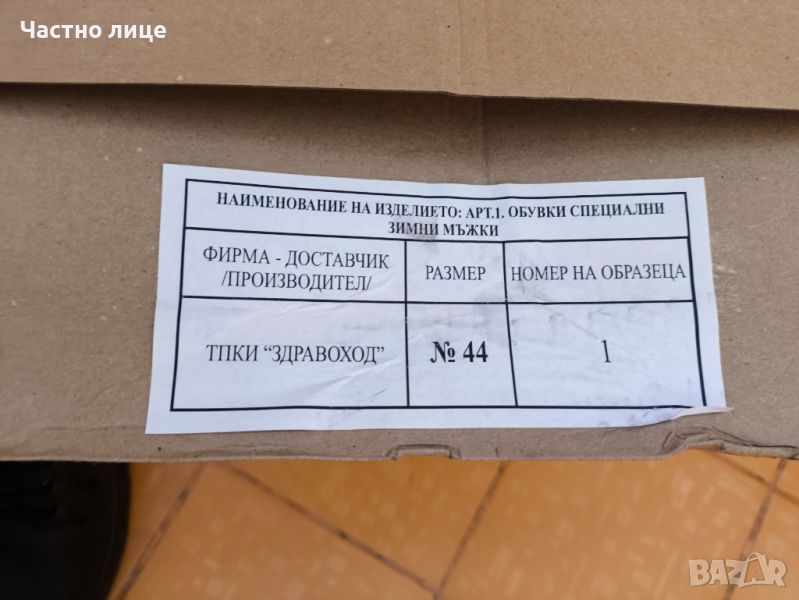 Частно лице
НАИМЕНОВАНИЕ НА ИЗДЕЛИЕТО: АРТ.1. ОБУВКИ СПЕЦИАЛНИ
ЗИМНИ МЪЖКИ
ФИРМА - ДОСТАВЧИК
/ПРОИЗВОДИТЕЛ/
РАЗМЕР
НОМЕР НА ОБРАЗЕЦА
ТПКИ “ЗДРАВОХОД”
№ 44
1
BAZAR